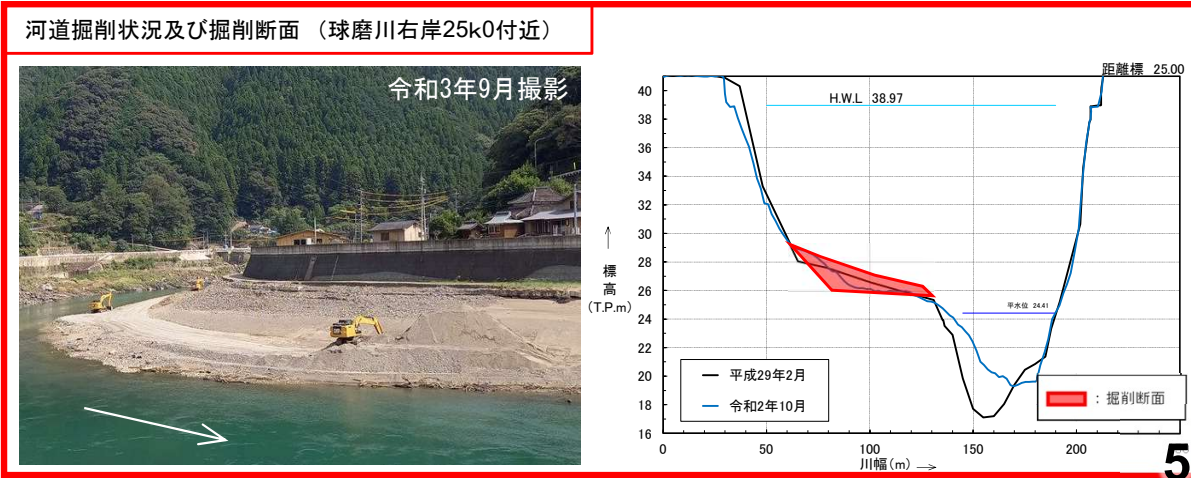 河道掘削状況及び掘削断面 (球磨川右岸25k0付近)
令和3年9月撮影
距離標 25.00
H.W.L 38.97
40
38
36
34
32
30
28
26
24
22
20
18
16
↑
標
高
(T.P.m)
平水位 24.41
平成29年2月
令和2年10月
:掘削断面
0
50
100
150
200
川幅(m) →
5